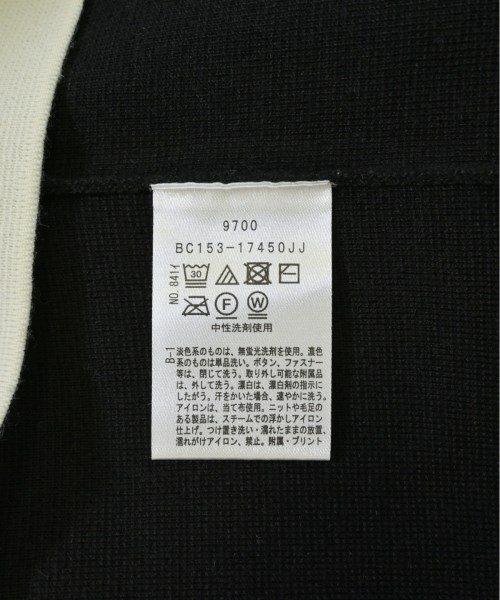 9700
BC153-17450JJ
NO.841イ
30
F
W
中性洗剤使用
B-1
淡色系のものは、無蛍光洗剤を使用。濃色
系のものは単品洗い。ボタン、ファスナー
等は、閉じて洗う。取り外し可能な附属品
は、外して洗う。漂白は、漂白剤の指示に
したがう。汗をかいた場合、速やかに洗う。
アイロンは、当て布使用。ニットや毛足の
ある製品は、スチームでの浮かしアイロン
仕上げ。つけ置き洗い・濡れたままの放置、
濡れがけアイロン、禁止。附属・プリント